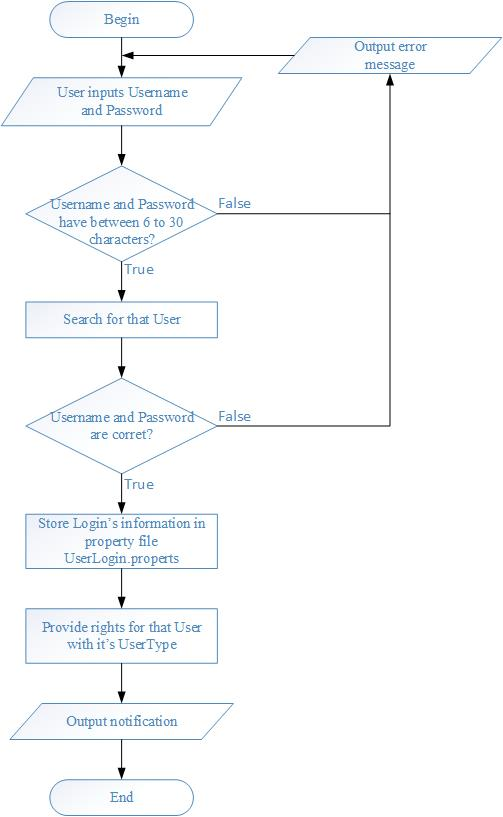 Begin
Output error
message
User inputs Username
and Password
Username and Password
have between 6 to 30
characters?
False
True
Search for that User
Username and Password
are corret?
False
True
Store Login's information in
property file
UserLogin.properts
Provide rights for that User
with it's UserType
Output notification
End